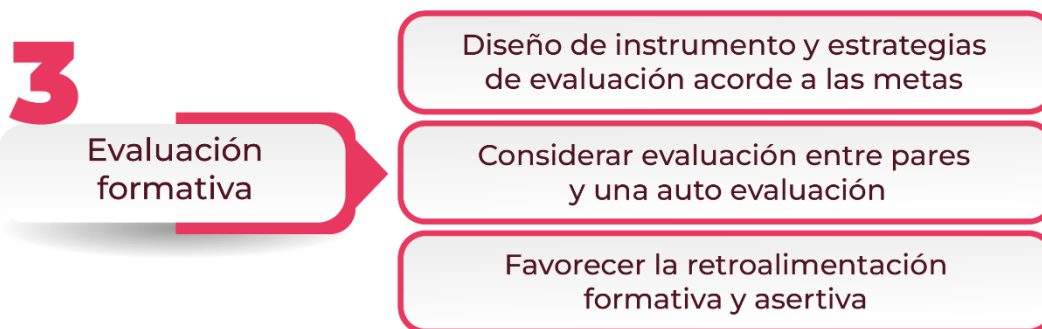 3
Evaluación
formativa
Diseño de instrumento y estrategias
de evaluación acorde a las metas
Considerar evaluación entre pares
y una auto evaluación
Favorecer la retroalimentación
formativa y asertiva